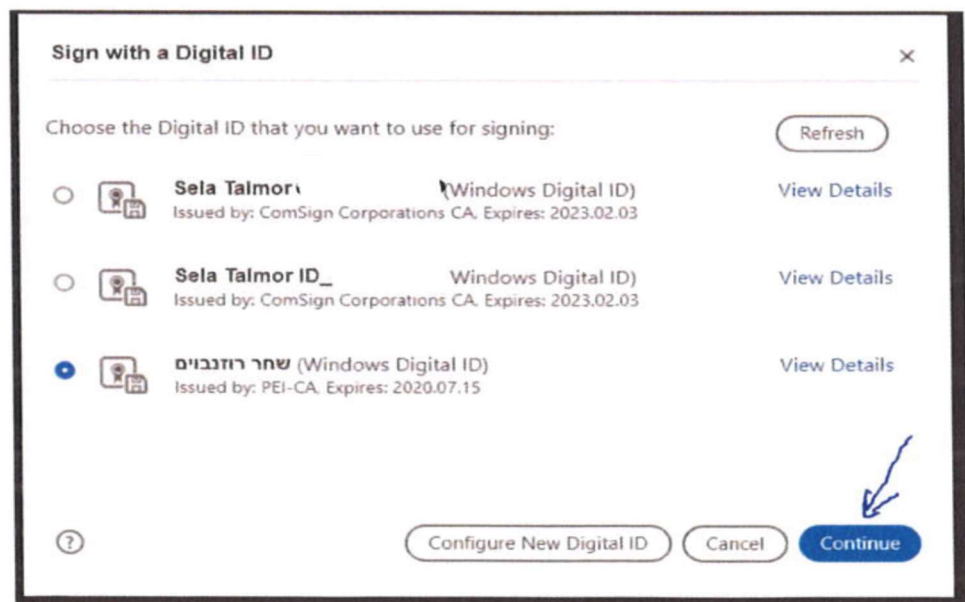 Sign with a Digital ID
Choose the Digital ID that you want to use for signing:
Refresh
Sela Talmor (Windows Digital ID)
View Details
Issued by: ComSign Corporations CA. Expires: 2023.02.03
Sela Talmor ID_ Windows Digital ID)
View Details
Issued by: ComSign Corporations CA. Expires: 2023.02.03
שחר רוזנבוים (Windows Digital ID)
View Details
Issued by: PEI-CA. Expires: 2020.07.15
Configure New Digital ID
Cancel
Continue